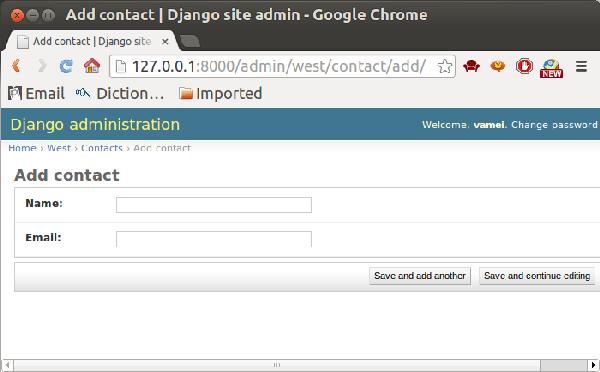 Add contact | Django site admin - Google Chrome
Add contact | Django site
127.0.0.1:8000/admin/west/contact/add/
NEW
Email Diction... Imported
Django administration
Welcome, vamei. Change password
Home › West › Contacts › Add contact
Add contact
Name:
Email:
Save and add another Save and continue editing